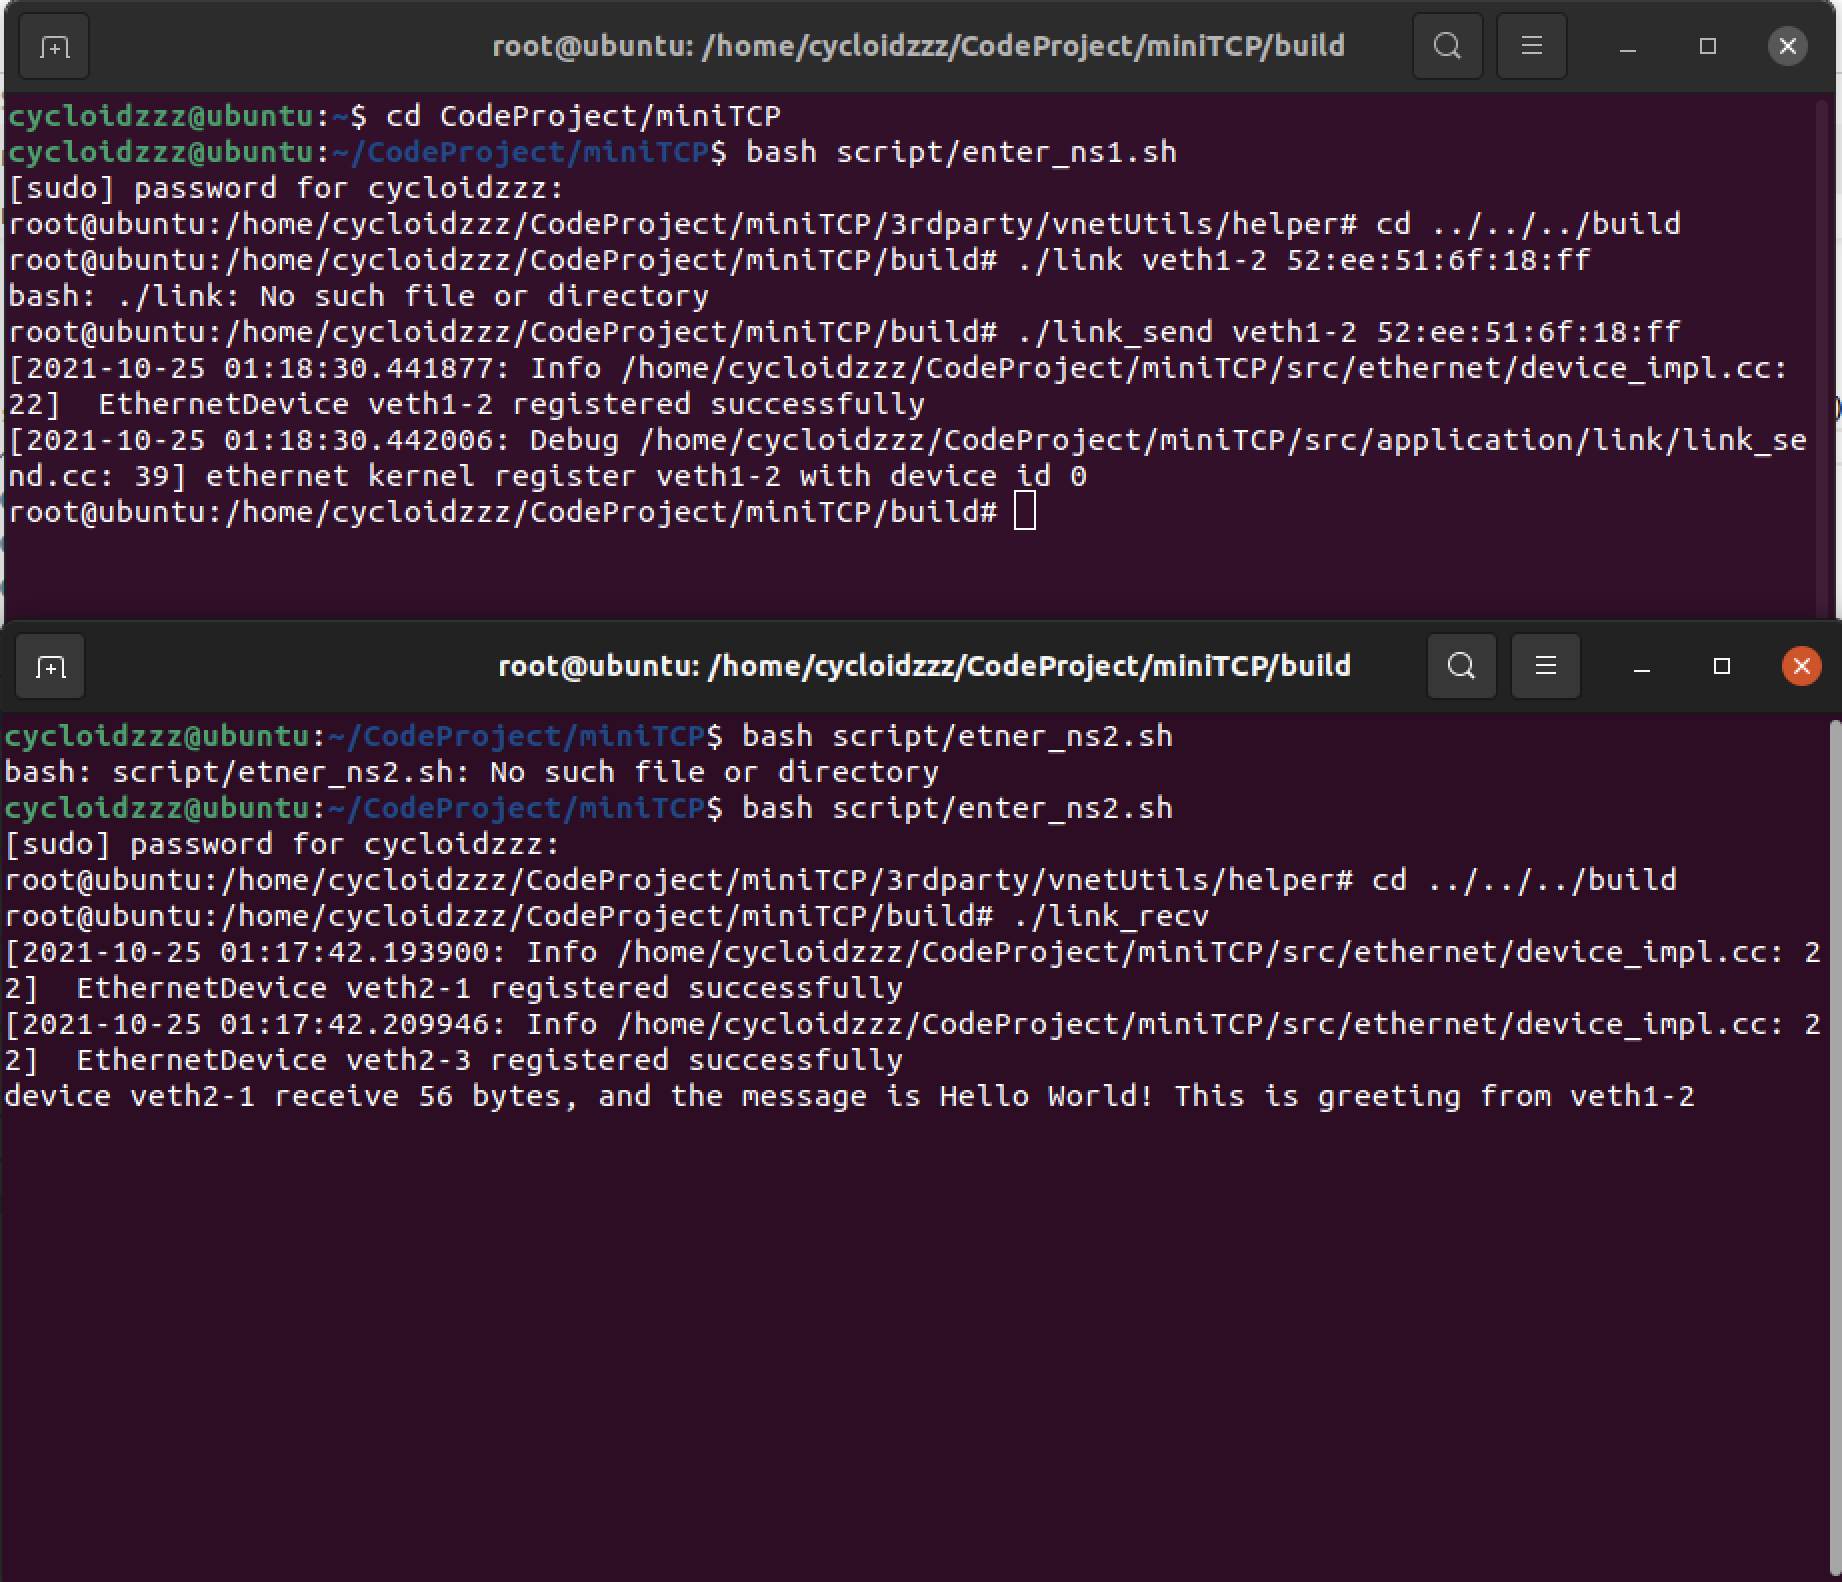 root@ubuntu: /home/cycloidzzz/CodeProject/miniTCP/build
cycloidzzz@ubuntu:~$ cd CodeProject/miniTCP
cycloidzzz@ubuntu:~/CodeProject/miniTCP$ bash script/enter_ns1.sh
[sudo] password for cycloidzzz:
root@ubuntu:/home/cycloidzzz/CodeProject/miniTCP/3rdparty/vnetUtils/helper# cd ../../../build
root@ubuntu:/home/cycloidzzz/CodeProject/miniTCP/build# ./link veth1-2 52:ee:51:6f:18:ff
bash: ./link: No such file or directory
root@ubuntu:/home/cycloidzzz/CodeProject/miniTCP/build# ./link_send veth1-2 52:ee:51:6f:18:ff
[2021-10-25 01:18:30.441877: Info /home/cycloidzzz/CodeProject/miniTCP/src/ethernet/device_impl.cc:
22]  EthernetDevice veth1-2 registered successfully
[2021-10-25 01:18:30.442006: Debug /home/cycloidzzz/CodeProject/miniTCP/src/application/link/link_se
nd.cc: 39] ethernet kernel register veth1-2 with device id 0
root@ubuntu:/home/cycloidzzz/CodeProject/miniTCP/build#
root@ubuntu: /home/cycloidzzz/CodeProject/miniTCP/build
cycloidzzz@ubuntu:~/CodeProject/miniTCP$ bash script/etner_ns2.sh
bash: script/etner_ns2.sh: No such file or directory
cycloidzzz@ubuntu:~/CodeProject/miniTCP$ bash script/enter_ns2.sh
[sudo] password for cycloidzzz:
root@ubuntu:/home/cycloidzzz/CodeProject/miniTCP/3rdparty/vnetUtils/helper# cd ../../../build
root@ubuntu:/home/cycloidzzz/CodeProject/miniTCP/build# ./link_recv
[2021-10-25 01:17:42.193900: Info /home/cycloidzzz/CodeProject/miniTCP/src/ethernet/device_impl.cc: 2
2]  EthernetDevice veth2-1 registered successfully
[2021-10-25 01:17:42.209946: Info /home/cycloidzzz/CodeProject/miniTCP/src/ethernet/device_impl.cc: 2
2]  EthernetDevice veth2-3 registered successfully
device veth2-1 receive 56 bytes, and the message is Hello World! This is greeting from veth1-2